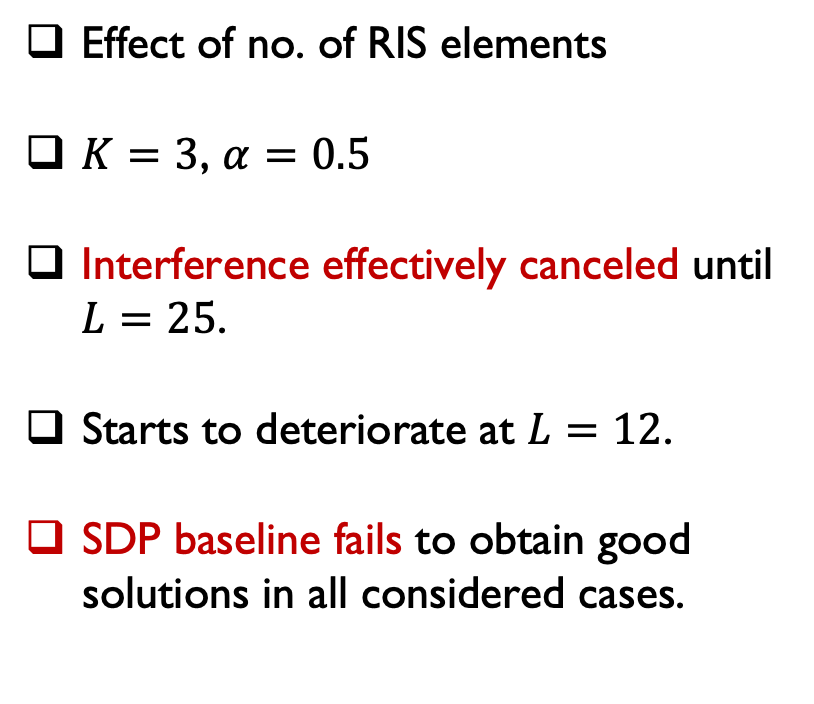 ❑ Effect of no. of RIS elements
❑ K = 3, α = 0.5
❑ Interference effectively canceled until
L = 25.
❑ Starts to deteriorate at L = 12.
❑ SDP baseline fails to obtain good
solutions in all considered cases.